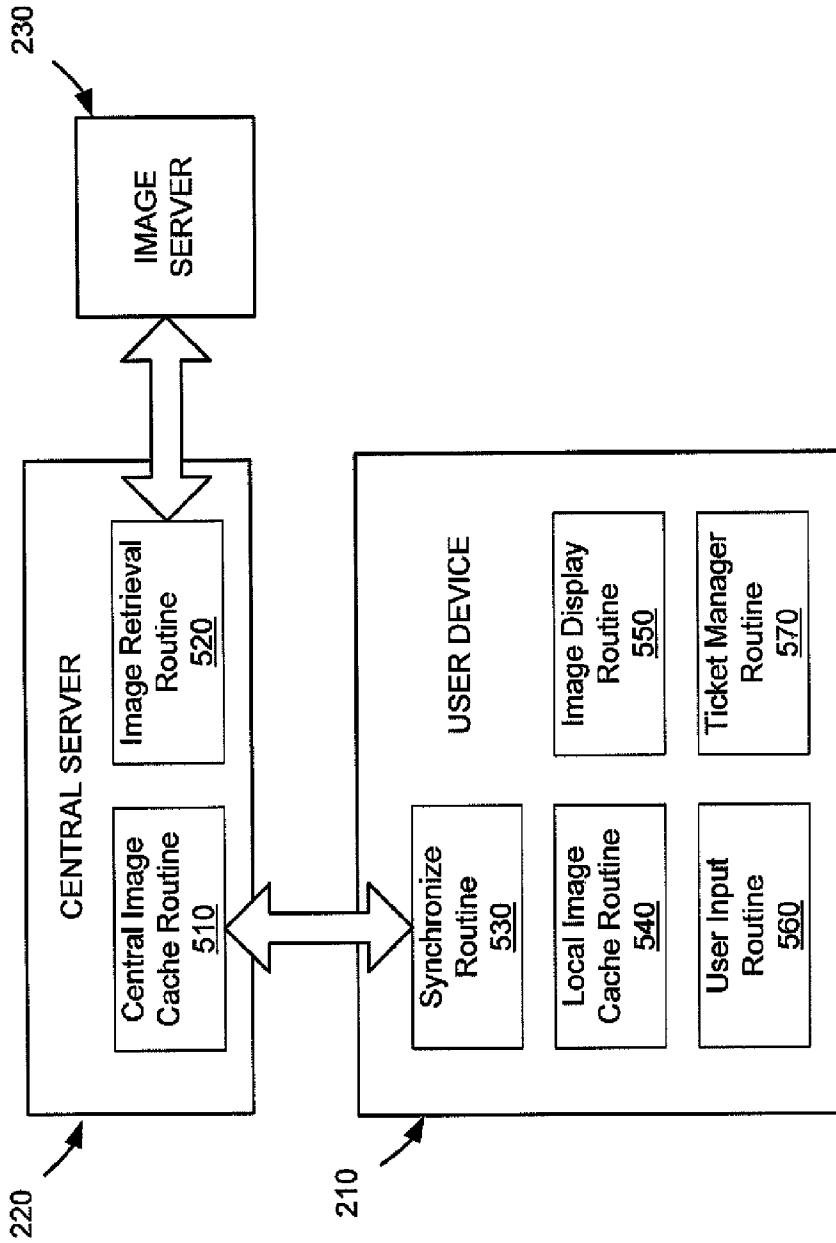 220
CENTRAL SERVER
Central Image
Cache Routine
510
Image Retrieval
Routine
520
230
IMAGE
SERVER
210
USER DEVICE
Synchronize
Routine
530
Local Image
Cache Routine
540
Image Display
Routine
550
User Input
Routine
560
Ticket Manager
Routine
570